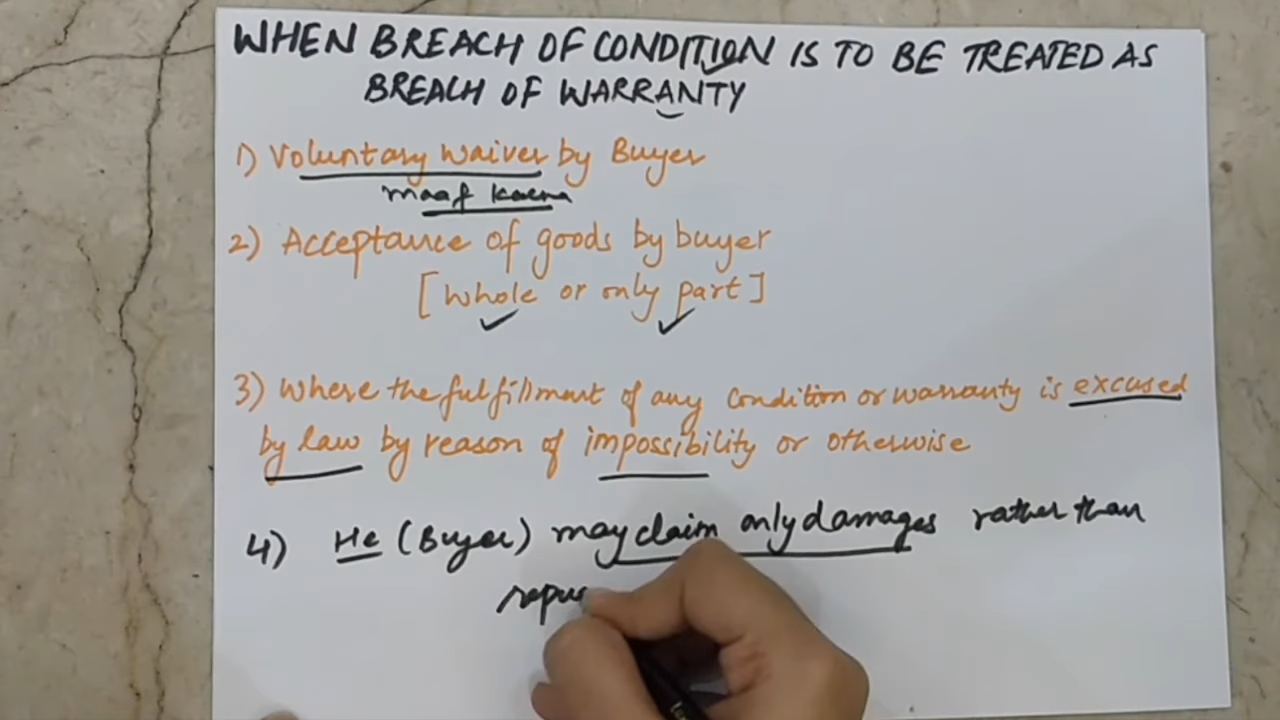 WHEN BREACH OF CONDITION IS TO BE TREATED AS
BREACH OF WARRANTY
1) Voluntary waiver by Buyer
maaf karna
2) Acceptance of goods by buyer
[whole or only part]
3) Where the fulfillment of any condition or warranty is excused
by law by reason of impossibility or otherwise
4) He (Buyer) may claim only damages rather than
repu